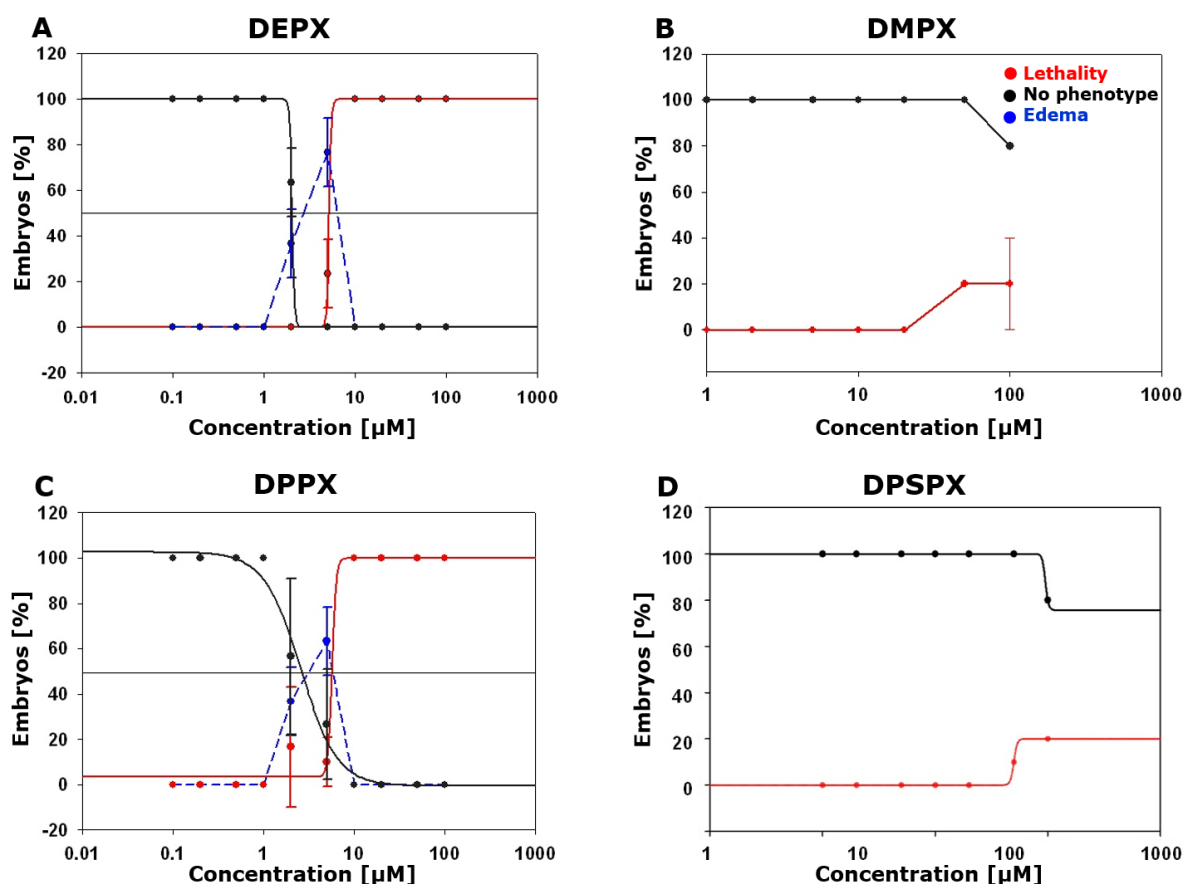 A DEPX
120
100
80
60
40
20
0
-20
Embryos [%]
0.01 0.1 1 10 100 1000
Concentration [µM]
B DMPX
120
100
80
60
40
20
0
Embryos [%]
Lethality
No phenotype
Edema
1 10 100 1000
Concentration [µM]
C DPPX
120
100
80
60
40
20
0
-20
Embryos [%]
0.01 0.1 1 10 100 1000
Concentration [µM]
D DPSPX
120
100
80
60
40
20
0
Embryos [%]
1 10 100 1000
Concentration [µM]